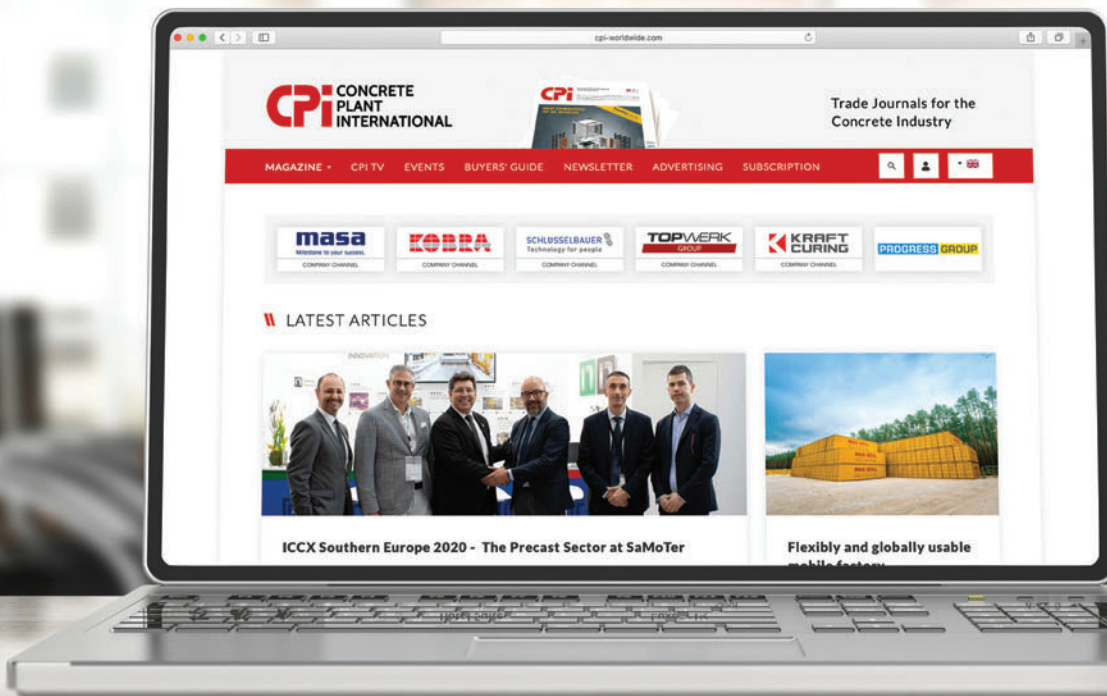 cpi-worldwide.com
CPi CONCRETE
PLANT
INTERNATIONAL
CPi
Trade Journals for the
Concrete Industry
MAGAZINE
CPI TV
EVENTS
BUYERS' GUIDE
NEWSLETTER
ADVERTISING
SUBSCRIPTION
masa
Milestone to your success.
COMPANY CHANNEL
KOBRA
COMPANY CHANNEL
SCHLÜSSELBAUER
Technology for people
COMPANY CHANNEL
TOPWERK
GROUP
COMPANY CHANNEL
KRAFT
CURING
COMPANY CHANNEL
PROGRESS GROUP
LATEST ARTICLES
INNOVATION
ICCX Southern Europe 2020 - The Precast Sector at SaMoTer
Flexibly and globally usable
mobile factory